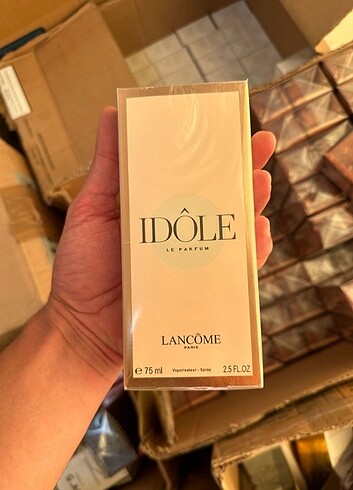 IDÔLE
LE PARFUM
LANCÔME
PARIS
e 75 ml Vaporisateur - Spray 2.5 FL.OZ